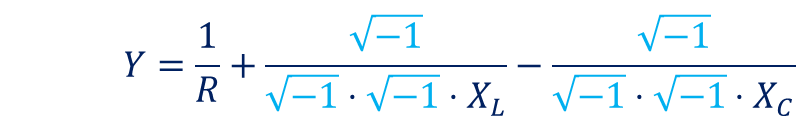 Y = 1/R + √−1/(√−1 · √−1 · X_L) − √−1/(√−1 · √−1 · X_C)